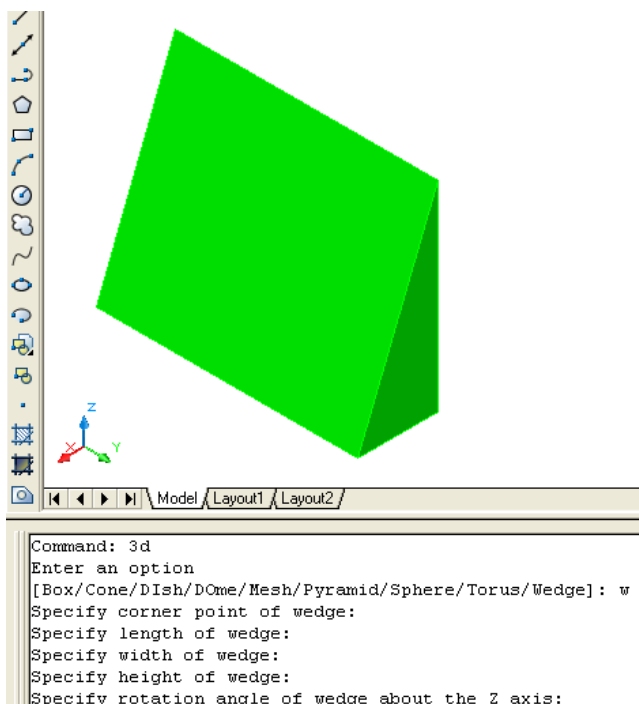 Z
X
Y
Model
Layout1
Layout2
Command: 3d
Enter an option
[Box/Cone/DIsh/DOme/Mesh/Pyramid/Sphere/Torus/Wedge]: w
Specify corner point of wedge:
Specify length of wedge:
Specify width of wedge:
Specify height of wedge:
Specify rotation angle of wedge about the Z axis: